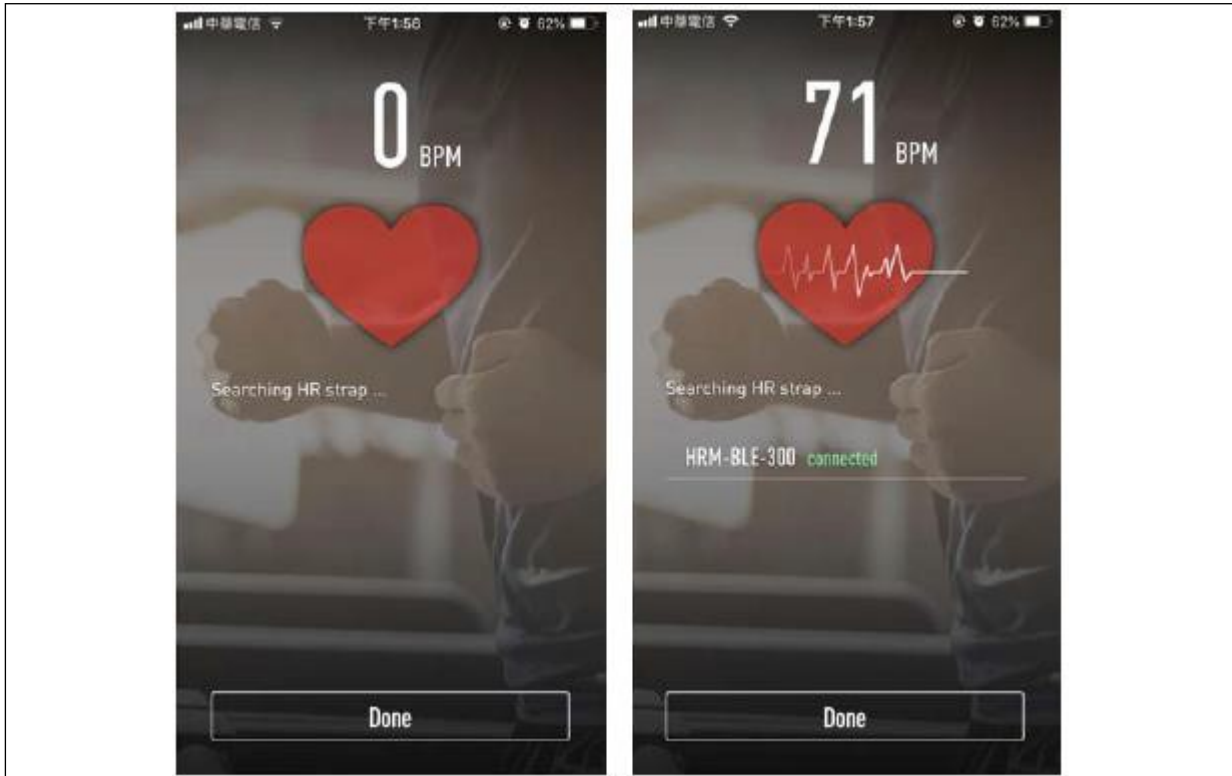 中華電信 下午1:56 62%
0 BPM
Searching HR strap ...
Done
中華電信 下午1:57 62%
71 BPM
Searching HR strap ...
HRM-BLE-300 connected
Done